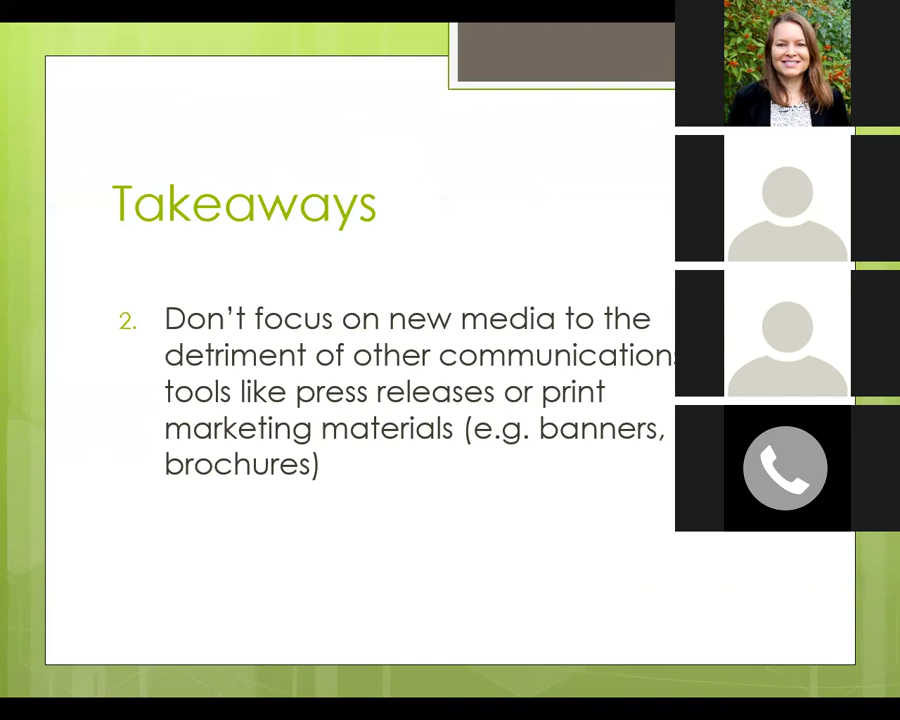 Takeaways
2. Don’t focus on new media to the
detriment of other communications
tools like press releases or print
marketing materials (e.g. banners,
brochures)